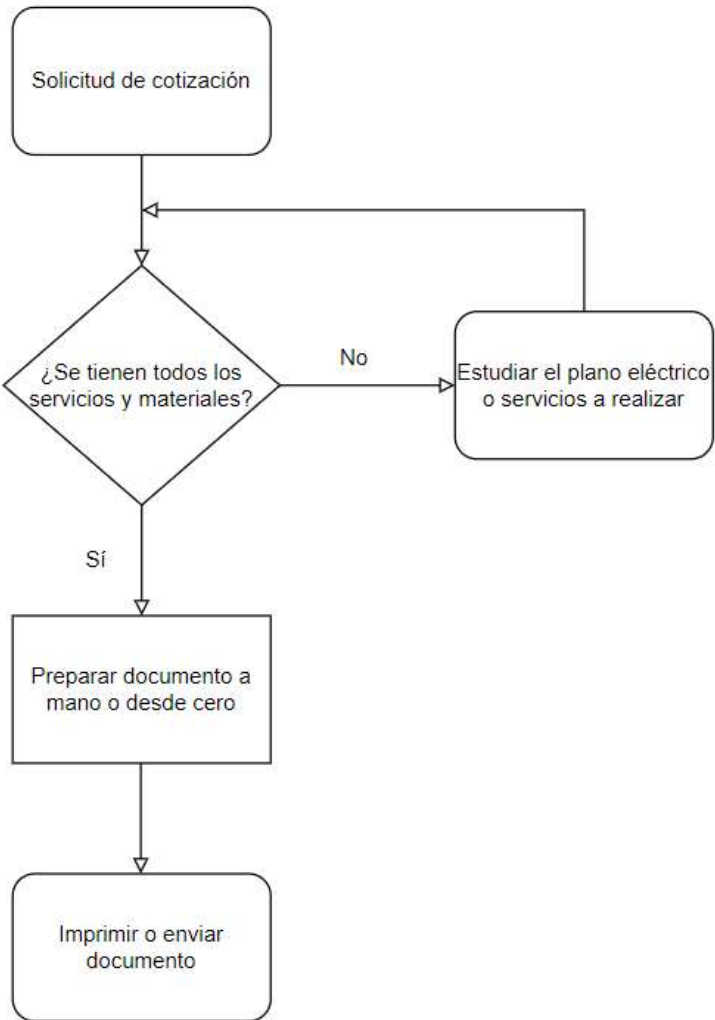 Solicitud de cotización
¿Se tienen todos los
servicios y materiales?
No
Estudiar el plano eléctrico
o servicios a realizar
Sí
Preparar documento a
mano o desde cero
Imprimir o enviar
documento